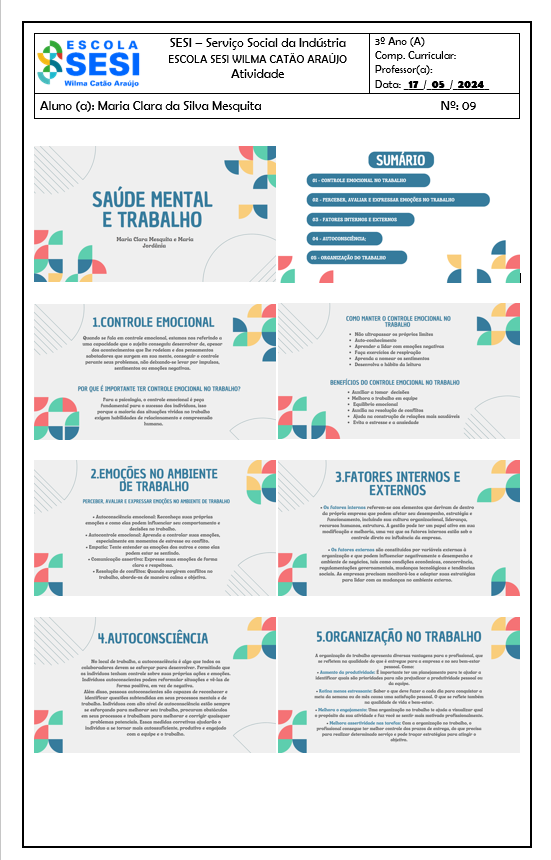 ESCOLA
SESI
Wilma Catão Araújo
SESI – Serviço Social da Indústria
ESCOLA SESI WILMA CATÃO ARAÚJO
Atividade
3º Ano (A)
Comp. Curricular:
Professor(a):
Data: 17 / 05 / 2024
Aluno (a): Maria Clara da Silva Mesquita
Nº: 09
SAÚDE MENTAL
E TRABALHO
Maria Clara Mesquita e Maria
Jordânia
SUMÁRIO
01 - CONTROLE EMOCIONAL NO TRABALHO
02 - PERCEBER, AVALIAR E EXPRESSAR EMOÇÕES NO TRABALHO
03 - FATORES INTERNOS E EXTERNOS
04 - AUTOCONSCIÊNCIA;
05 - ORGANIZAÇÃO DO TRABALHO
1.CONTROLE EMOCIONAL
Quando se fala em controle emocional, estamos nos referindo a
uma capacidade que o sujeito conseguiu desenvolver de, apesar
dos acontecimentos que lhe rodeiam e dos pensamentos
sabotadores que surgem em sua mente, conseguir o controle
perante seus problemas, não deixando-se levar por impulsos,
sentimentos ou emoções negativas.
POR QUE É IMPORTANTE TER CONTROLE EMOCIONAL NO TRABALHO?
Para a psicologia, o controle emocional é peça
fundamental para o sucesso dos indivíduos, isso
porque a maioria das situações vividas no trabalho
exigem habilidades de relacionamento e compreensão
humana.
COMO MANTER O CONTROLE EMOCIONAL NO
TRABALHO
• Não ultrapassar os próprios limites
• Auto-conhecimento
• Aprender a lidar com emoções negativas
• Faça exercícios de respiração
• Aprenda a nomear os sentimentos
• Desenvolva o hábito da leitura
BENEFÍCIOS DO CONTROLE EMOCIONAL NO TRABALHO
• Auxiliar a tomar decisões
• Melhora o trabalho em equipe
• Equilíbrio emocional
• Auxilia na resolução de conflitos
• Ajuda na construção de relações mais saudáveis
• Evita o estresse e a ansiedade
2.EMOÇÕES NO AMBIENTE
DE TRABALHO
PERCEBER, AVALIAR E EXPRESSAR EMOÇÕES NO AMBIENTE DE TRABALHO
• Autoconsciência emocional: Reconheça suas próprias
emoções e como elas podem influenciar seu comportamento e
decisões no trabalho.
• Autocontrole emocional: Aprenda a controlar suas emoções,
especialmente em momentos de estresse ou conflito.
• Empatia: Tente entender as emoções dos outros e como elas
podem estar se sentindo.
• Comunicação assertiva: Expresse suas emoções de forma
clara e respeitosa.
• Resolução de conflitos: Quando surgirem conflitos no
trabalho, aborde-os de maneira calma e objetiva.
3.FATORES INTERNOS E
EXTERNOS
• Os fatores internos referem-se aos elementos que derivam de dentro
da própria empresa que podem afetar seu desempenho, estratégia e
funcionamento, incluindo sua cultura organizacional, liderança,
recursos humanos, estrutura. A gestão pode ter um papel ativo em sua
modificação e melhoria, uma vez que os fatores internos estão sob o
controle direto ou influência da empresa.
• Os fatores externos são constituídos por variáveis externas à
organização e que podem influenciar negativamente o desempenho e
ambiente de negócios, tais como condições econômicas, concorrência,
regulamentações governamentais, mudanças tecnológicas e tendências
sociais. As empresas precisam monitorá-los e adaptar suas estratégias
para lidar com as mudanças no ambiente externo.
4.AUTOCONSCIÊNCIA
No local de trabalho, a autoconsciência é algo que todos os
colaboradores devem se esforçar para desenvolver. Permitindo que
os indivíduos tenham controle sobre suas próprias ações e emoções.
Indivíduos autoconscientes podem reformular situações e vê-las de
forma positiva, em vez da negativa.
Além disso, pessoas autoconscientes são capazes de reconhecer e
identificar questões defendidas em seus processos mentais e de
trabalho. Indivíduos com alto nível de autoconsciência estão sempre
se esforçando para melhorar seu trabalho, procuram obstáculos
em seus processos e trabalham para melhorar e corrigir quaisquer
problemas potenciais. Essas medidas corretivas ajudarão o
indivíduo a se tornar mais autossuficiente, produtivo e engajado
com a equipe e o trabalho.
5.ORGANIZAÇÃO NO TRABALHO
A organização do trabalho apresenta diversas vantagens para o profissional, que
se refletem na qualidade do que é entregue para a empresa e no seu bem-estar
pessoal. Como:
• Aumento da produtividade: É importante ter um planejamento para te ajudar a
identificar quais são prioridades para não prejudicar a produtividade pessoal ou
da equipe.
• Rotina menos estressante: Saber o que deve fazer a cada dia para conquistar a
meta da semana ou do mês causa menos estresse no dia a dia. O que se reflete também
na qualidade de vida e bem-estar.
• Melhora o engajamento: Uma organização no trabalho te ajuda a visualizar qual
o propósito da sua atividade e faz você se sentir mais motivado profissionalmente.
• Melhora assertividade nas tarefas: Com a organização no trabalho, o
profissional consegue ter melhor controle dos prazos de entrega, do que precisa
para realizar determinado serviço e pode traçar estratégias para atingir o
objetivo.